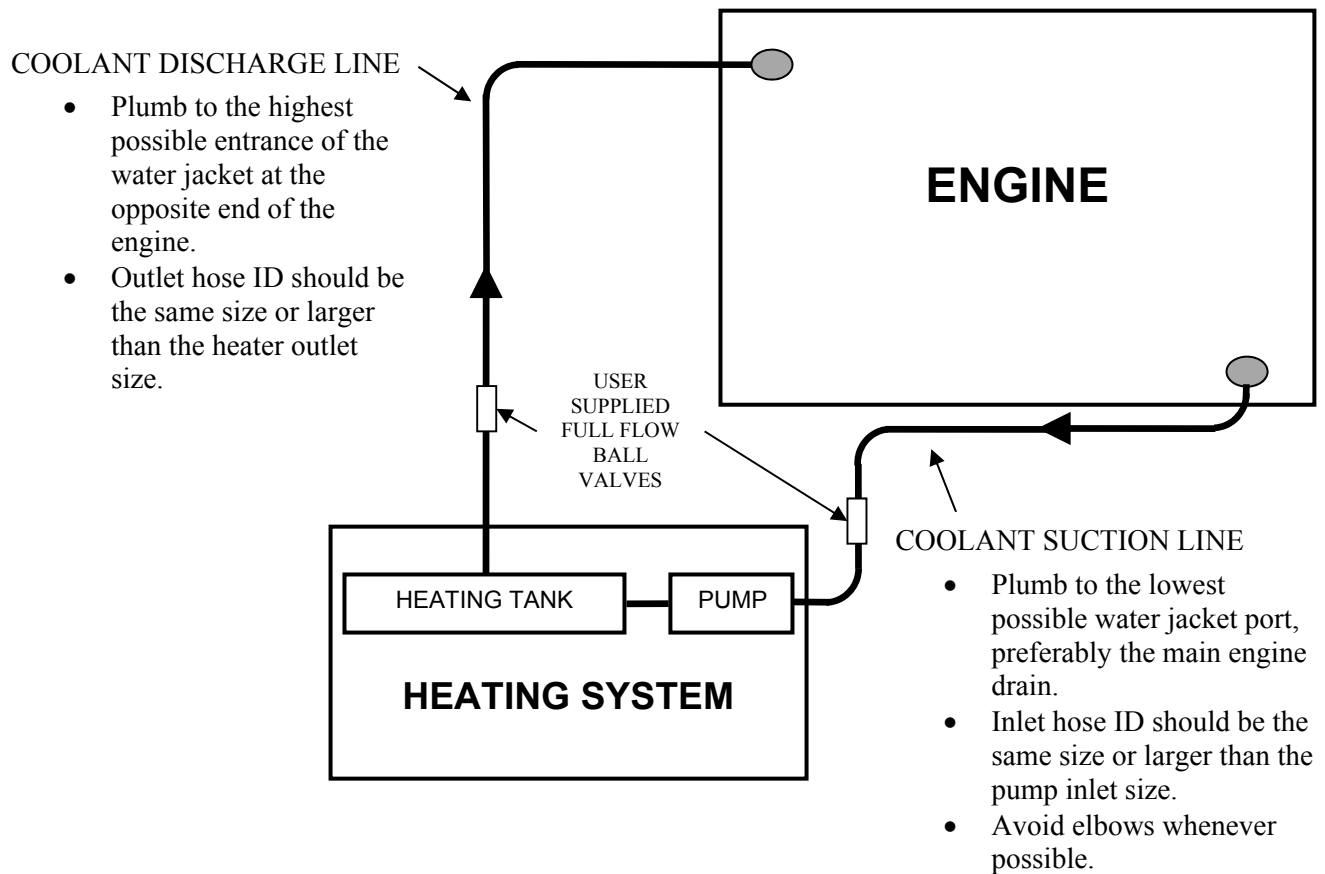 COOLANT DISCHARGE LINE
• Plumb to the highest
possible entrance of the
water jacket at the
opposite end of the
engine.
• Outlet hose ID should be
the same size or larger
than the heater outlet
size.
ENGINE
USER
SUPPLIED
FULL FLOW
BALL
VALVES
COOLANT SUCTION LINE
• Plumb to the lowest
possible water jacket port,
preferably the main engine
drain.
• Inlet hose ID should be the
same size or larger than the
pump inlet size.
• Avoid elbows whenever
possible.
HEATING TANK
PUMP
HEATING SYSTEM